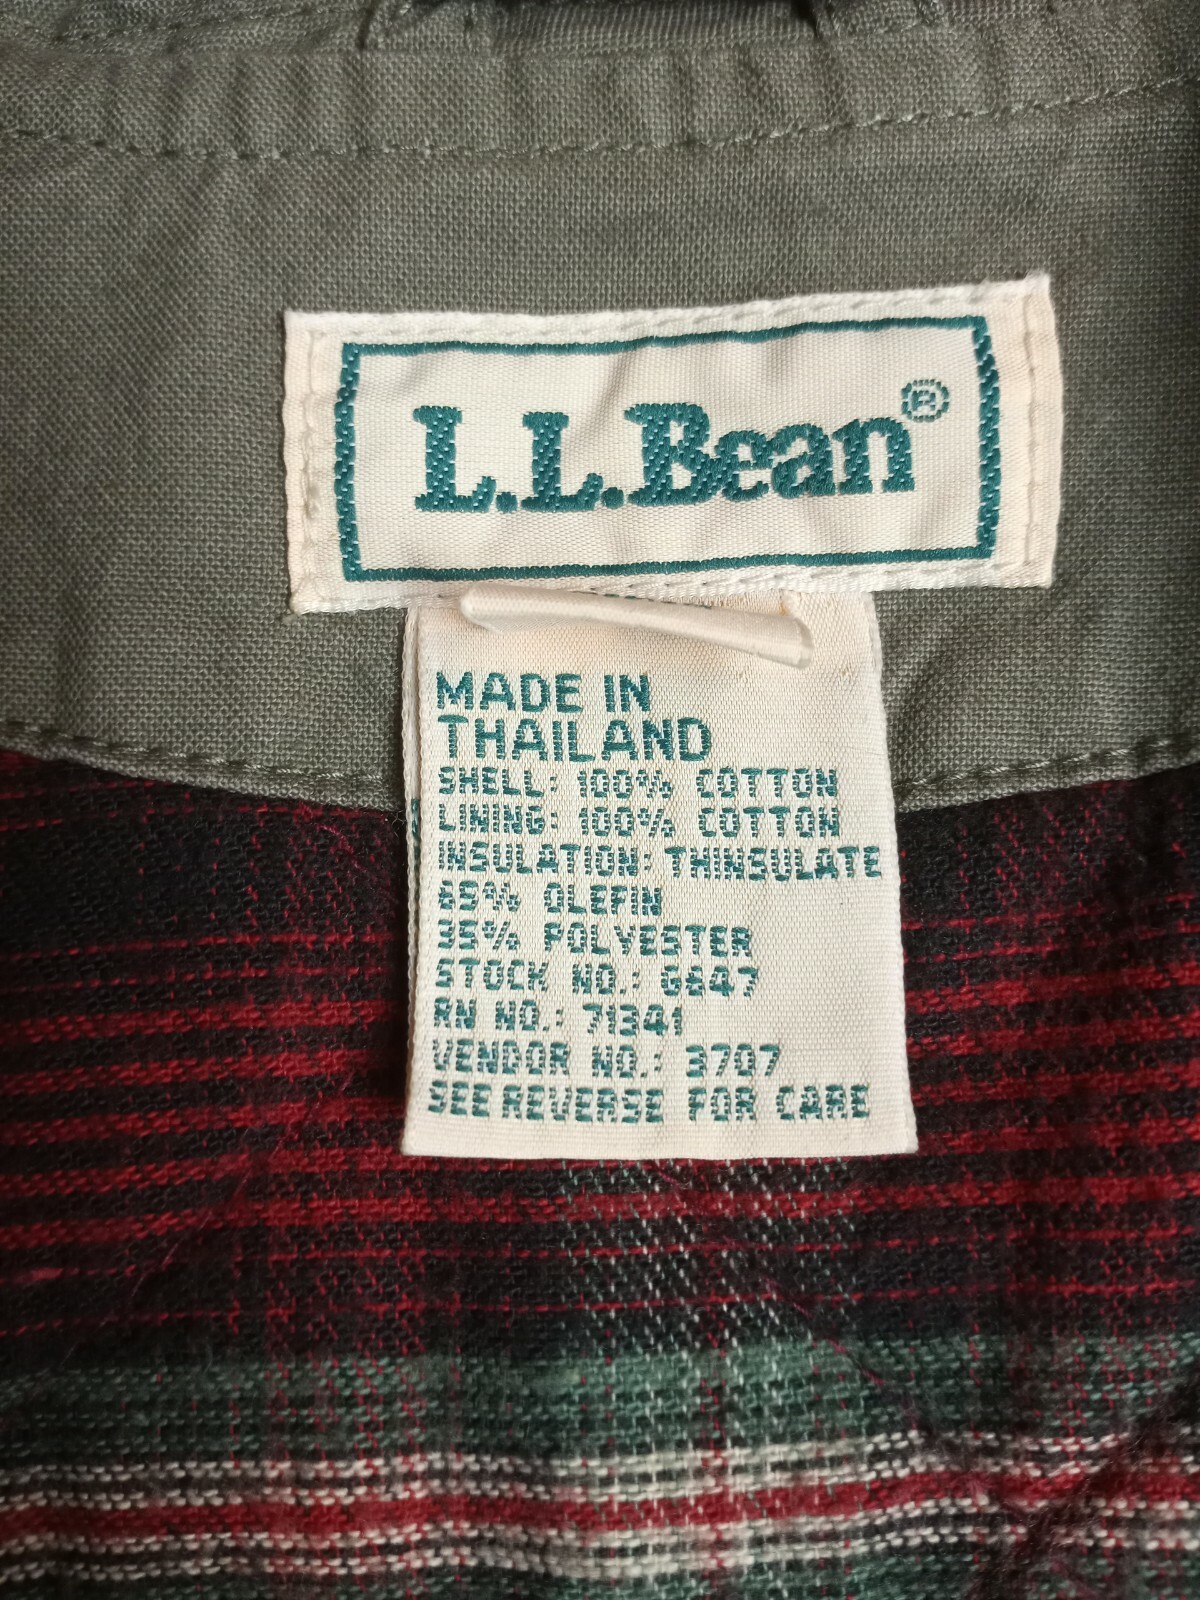 L.L.Bean®
MADE IN
THAILAND
SHELL: 100% COTTON
LINING: 100% COTTON
INSULATION: THINSULATE
65% OLEFIN
35% POLYESTER
STOCK NO.: G647
RN NO.: 71341
VENDOR NO.: 3707
SEE REVERSE FOR CARE